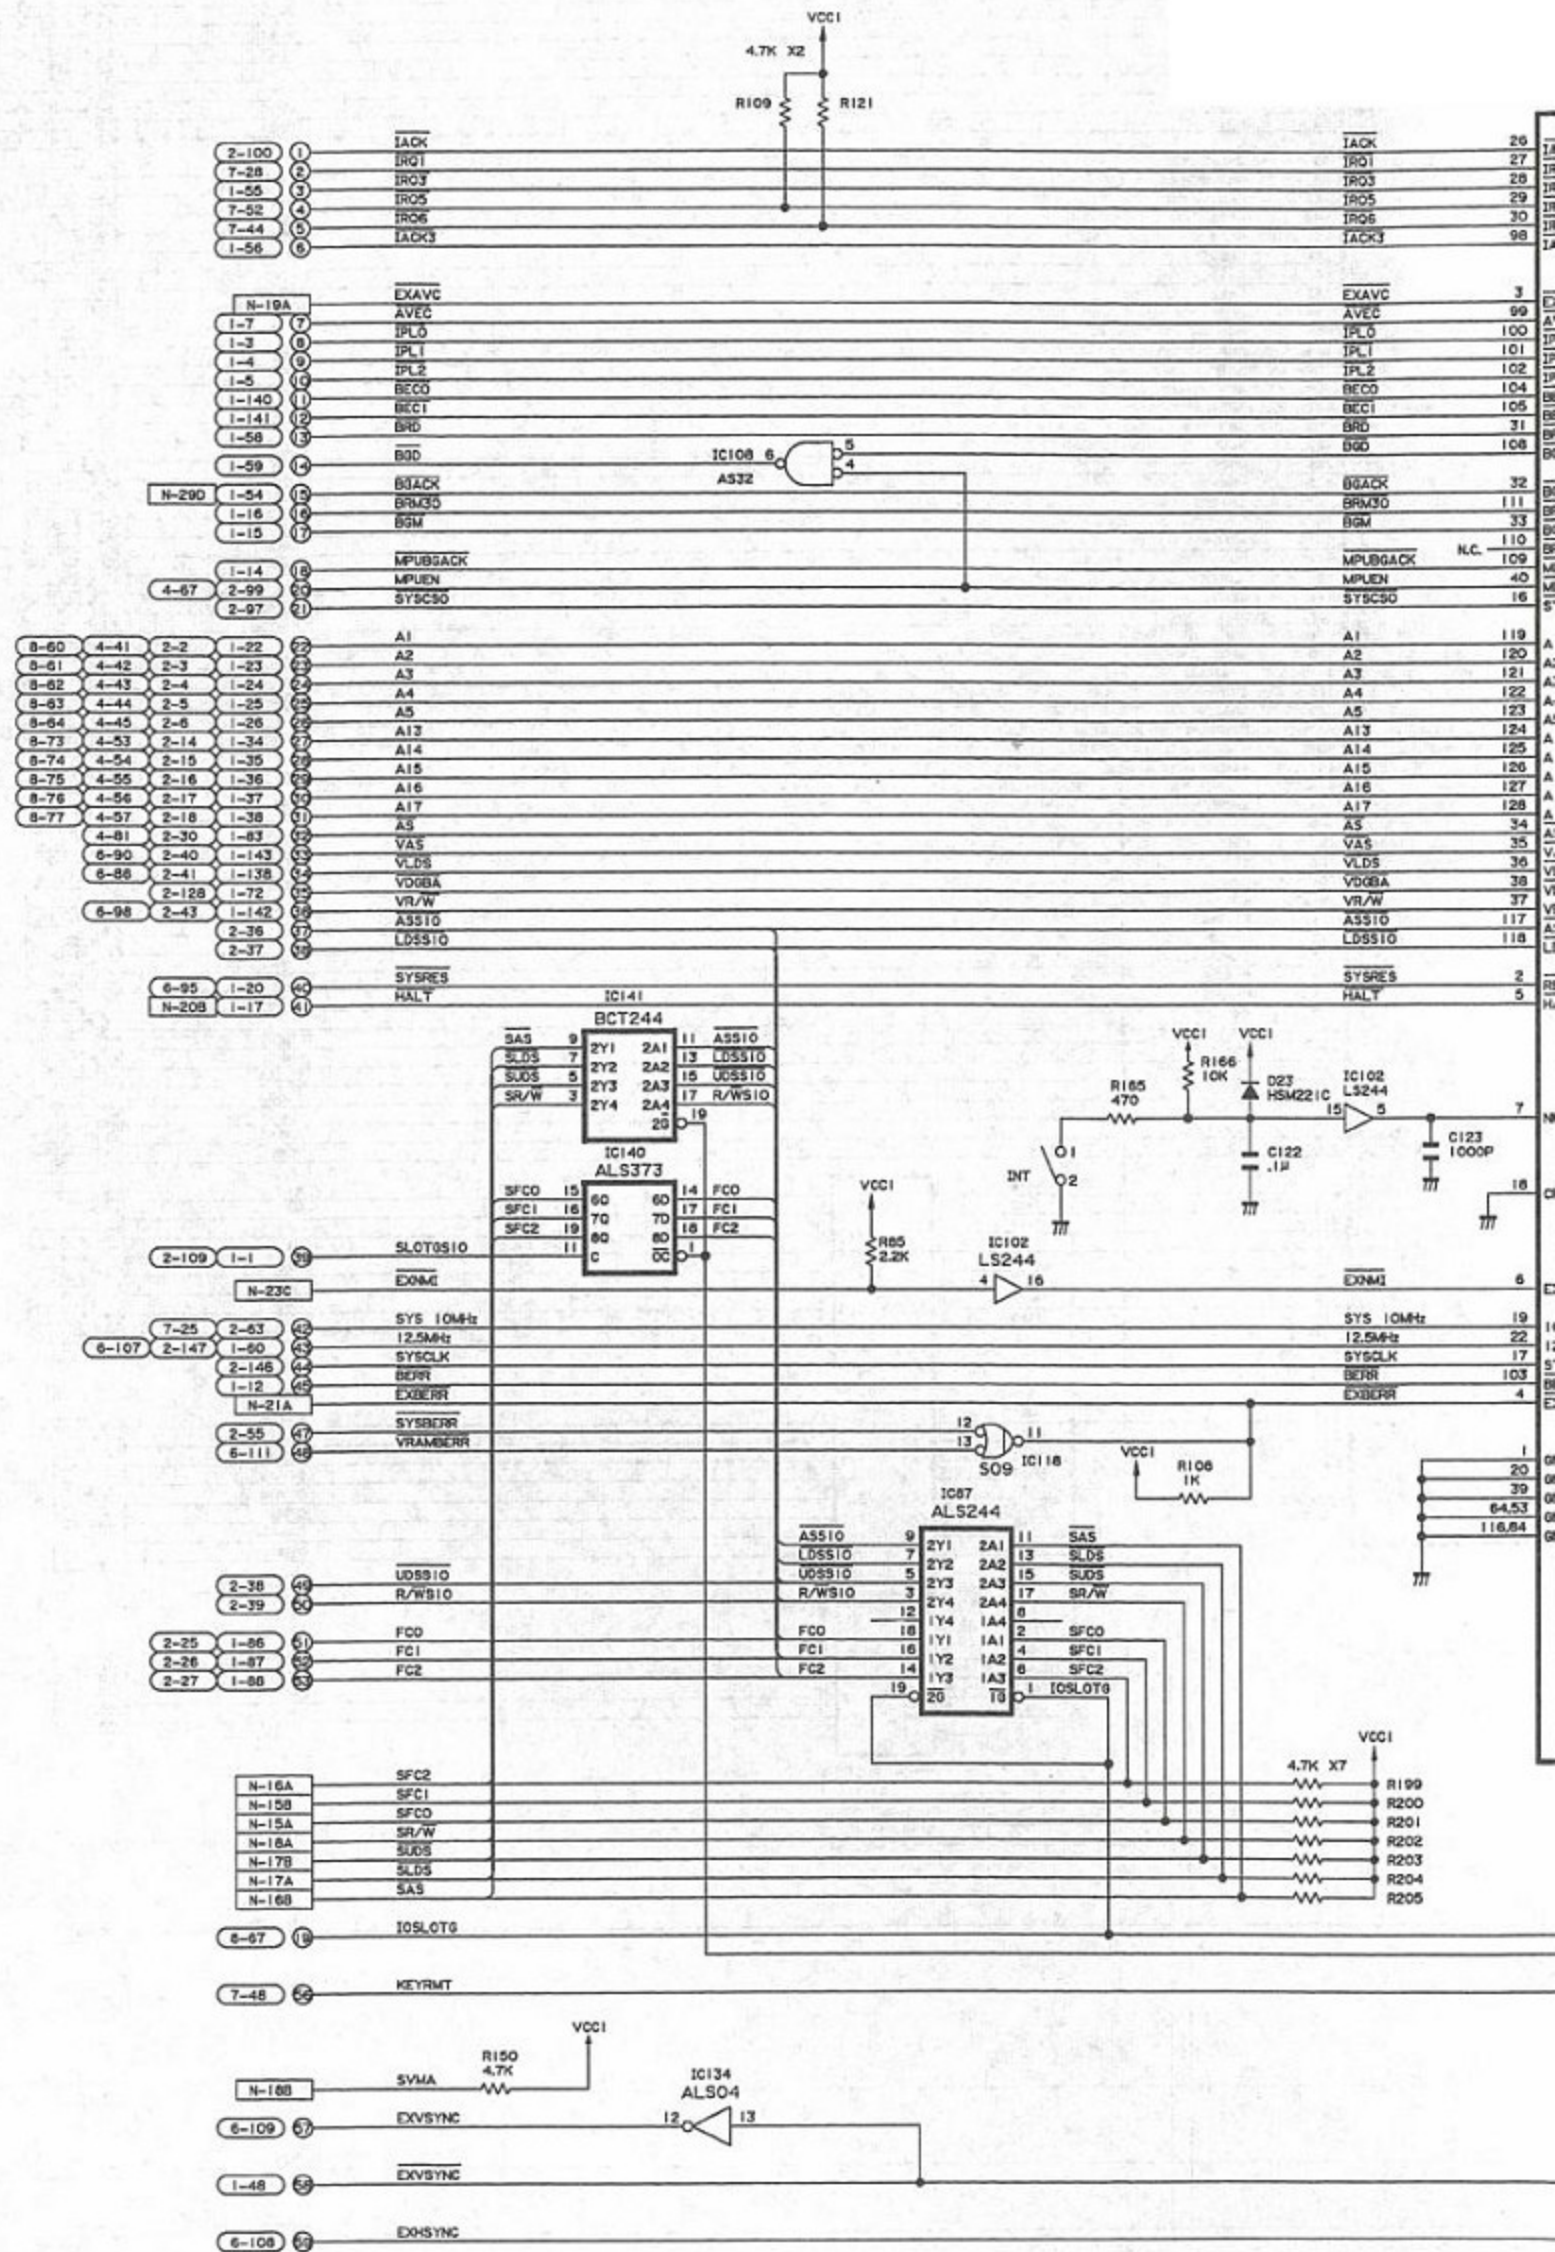 VCC1
4.7K X2
R109 R121
2-100 1 IACK IACK 26
7-28 2 IRQ1 IRQ1 27
1-55 3 IRQ3 IRQ3 28
7-52 4 IRQ5 IRQ5 29
7-44 5 IRQ6 IRQ6 30
1-56 6 IACK3 IACK3 98
N-19A EXAVC EXAVC 3
1-7 7 AVEC AVEC 99
1-3 8 IPL0 IPL0 100
1-4 9 IPL1 IPL1 101
1-5 10 IPL2 IPL2 102
1-140 11 BEC0 BEC0 104
1-141 12 BEC1 BEC1 105
1-58 13 BRD BRD 31
1-59 14 BGD IC108 6 5 BGD 108
AS32 4
N-29D 1-54 15 BGACK BGACK 32
1-16 16 BRM30 BRM30 111
1-15 17 BGM BGM 33
N.C. 110
1-14 18 MPUBGACK MPUBGACK 109
4-67 2-99 20 MPUEN MPUEN 40
2-97 21 SYSCS0 SYSCS0 16
8-60 4-41 2-2 1-22 22 A1 A1 119
8-61 4-42 2-3 1-23 23 A2 A2 120
8-62 4-43 2-4 1-24 24 A3 A3 121
8-63 4-44 2-5 1-25 25 A4 A4 122
8-64 4-45 2-6 1-26 26 A5 A5 123
8-73 4-53 2-14 1-34 27 A13 A13 124
8-74 4-54 2-15 1-35 28 A14 A14 125
8-75 4-55 2-16 1-36 29 A15 A15 126
8-76 4-56 2-17 1-37 30 A16 A16 127
8-77 4-57 2-18 1-38 31 A17 A17 128
4-81 2-30 1-83 32 AS AS 34
6-90 2-40 1-143 33 VAS VAS 35
6-86 2-41 1-138 34 VLDS VLDS 36
2-128 1-72 35 VDGBA VDGBA 38
6-98 2-43 1-142 36 VR/W VR/W 37
2-36 37 ASS10 ASS10 117
2-37 38 LDSS10 LDSS10 118
6-95 1-20 40 SYSRES SYSRES 2
N-20B 1-17 41 HALT HALT 5
IC141
BCT244
SAS 9 2Y1 2A1 11 ASS10
SLDS 7 2Y2 2A2 13 LDSS10
SUDS 5 2Y3 2A3 15 UDSS10
SR/W 3 2Y4 2A4 17 R/WS10
2G 19
VCC1 VCC1
R166 10K
D23 HSM221C
R165 470
IC102 LS244
15 5 7
C122 .1μ
C123 1000P
INT 1 2
18
IC140
ALS373
SFC0 15 6Q 6D 14 FC0
SFC1 16 7Q 7D 17 FC1
SFC2 19 8Q 8D 18 FC2
2-109 1-1 39 SLOTGS10 11 C OC 1
VCC1
R85 2.2K
IC102
LS244
N-23C EXNMI 4 16 EXNMI 6
7-25 2-63 42 SYS 10MHz SYS 10MHz 19
6-107 2-147 1-60 43 12.5MHz 12.5MHz 22
2-146 44 SYSCLK SYSCLK 17
1-12 45 BERR BERR 103
N-21A EXBERR EXBERR 4
2-55 47 SYSBERR 12 11
6-111 48 VRAMBERR 13 IC118
S09
VCC1
R108
1K
1
20
39
64,53
116,84
IC87
ALS244
ASS10 9 2Y1 2A1 11 SAS
LDSS10 7 2Y2 2A2 13 SLDS
2-38 49 UDSS10 UDSS10 5 2Y3 2A3 15 SUDS
2-39 50 R/WS10 R/WS10 3 2Y4 2A4 17 SR/W
12 1Y4 1A4 8
2-25 1-86 51 FC0 FC0 18 1Y1 1A1 2 SFC0
2-26 1-87 52 FC1 FC1 16 1Y2 1A2 4 SFC1
2-27 1-88 53 FC2 FC2 14 1Y3 1A3 6 SFC2
19 2G 1G 1 IOSLOTG
VCC1
4.7K X7
N-16A SFC2 R199
N-15B SFC1 R200
N-15A SFC0 R201
N-18A SR/W R202
N-17B SUDS R203
N-17A SLDS R204
N-16B SAS R205
8-67 19 IOSLOTG
7-48 56 KEYRMT
VCC1
R150
4.7K
N-18B SVMA
IC134
ALS04
6-109 57 EXVSYNC 12 13
1-48 58 EXVSYNC
6-108 59 EXHSYNC